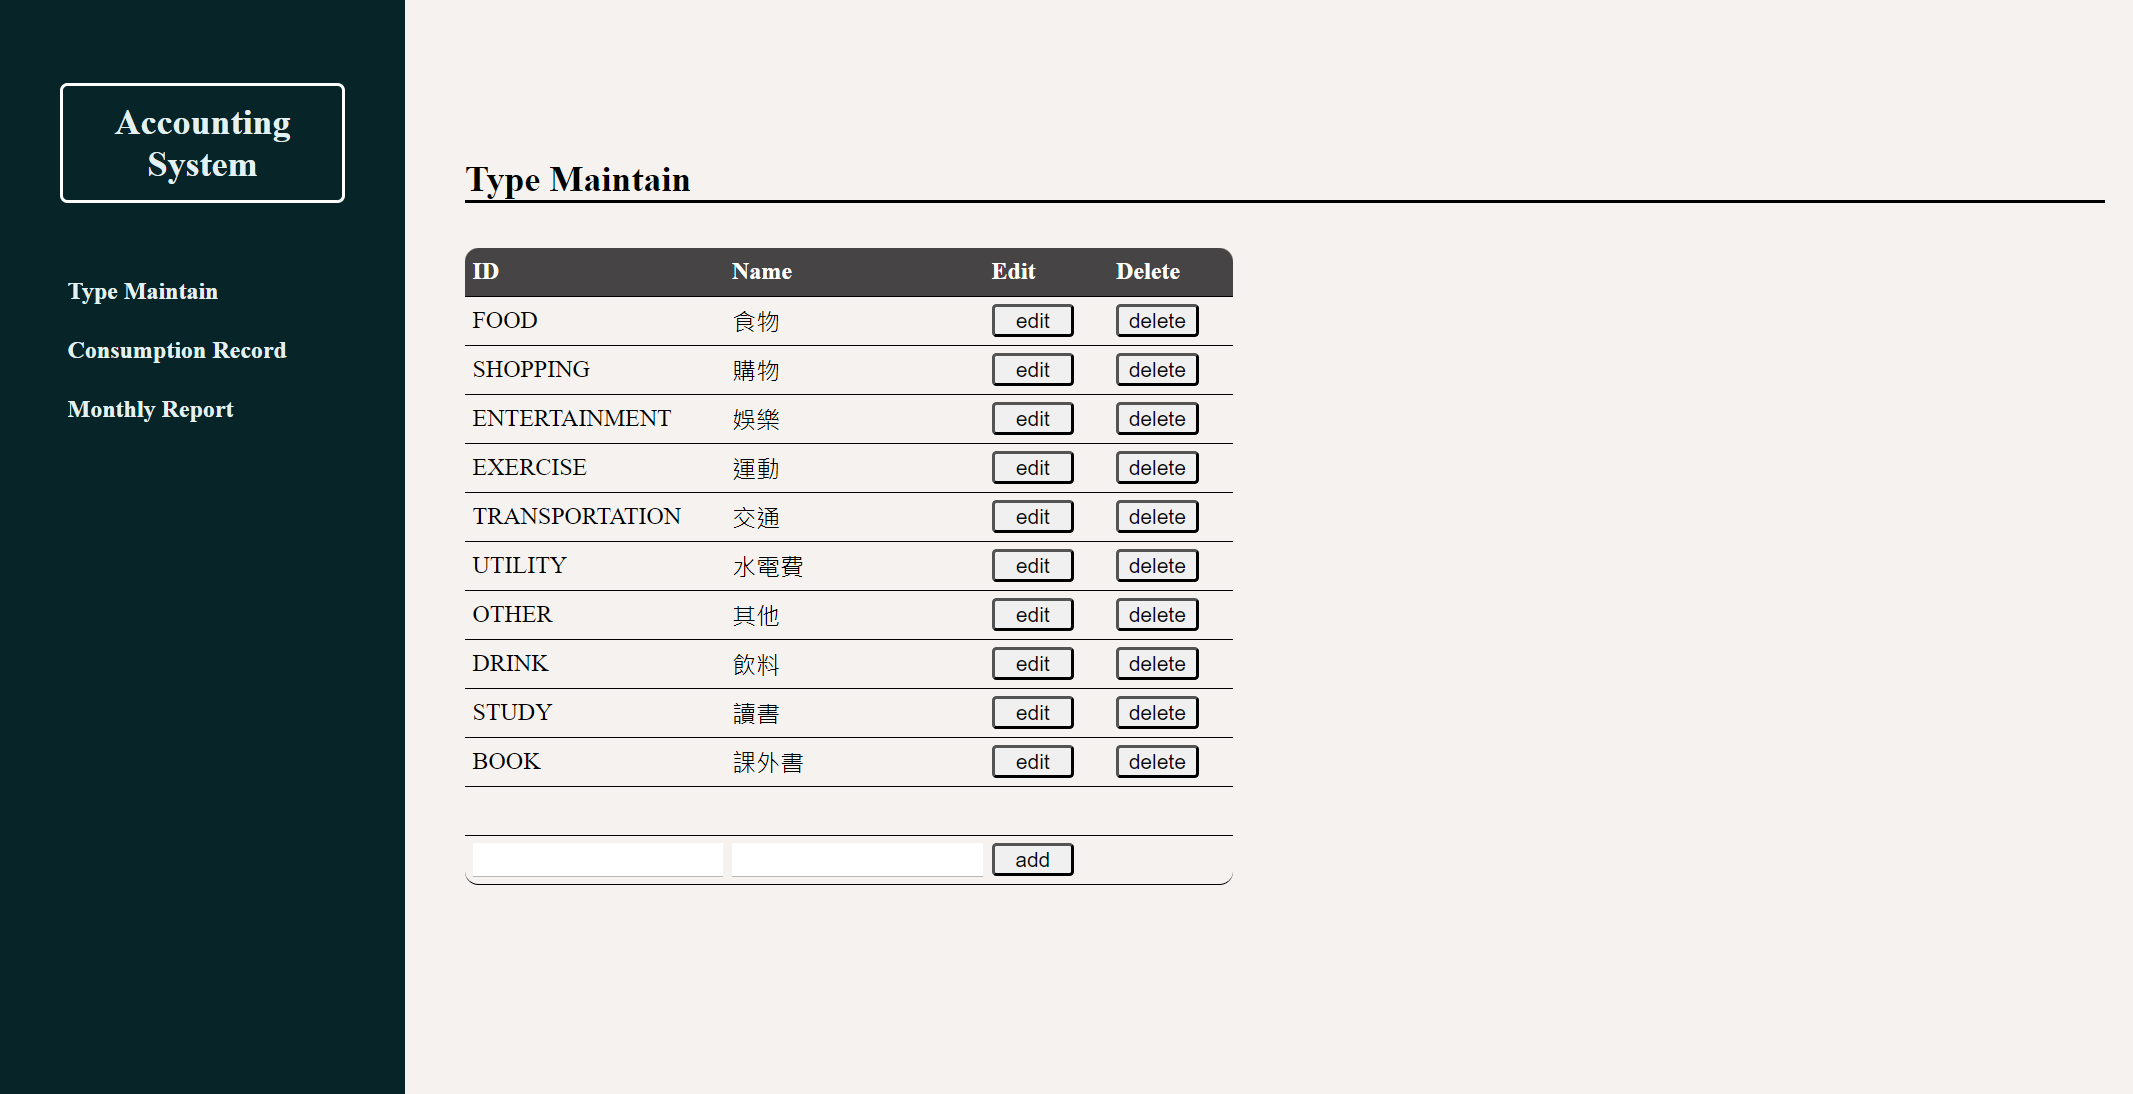 Accounting
System
Type Maintain
Consumption Record
Monthly Report
Type Maintain
ID Name Edit Delete
FOOD 食物 edit delete
SHOPPING 購物 edit delete
ENTERTAINMENT 娛樂 edit delete
EXERCISE 運動 edit delete
TRANSPORTATION 交通 edit delete
UTILITY 水電費 edit delete
OTHER 其他 edit delete
DRINK 飲料 edit delete
STUDY 讀書 edit delete
BOOK 課外書 edit delete
add